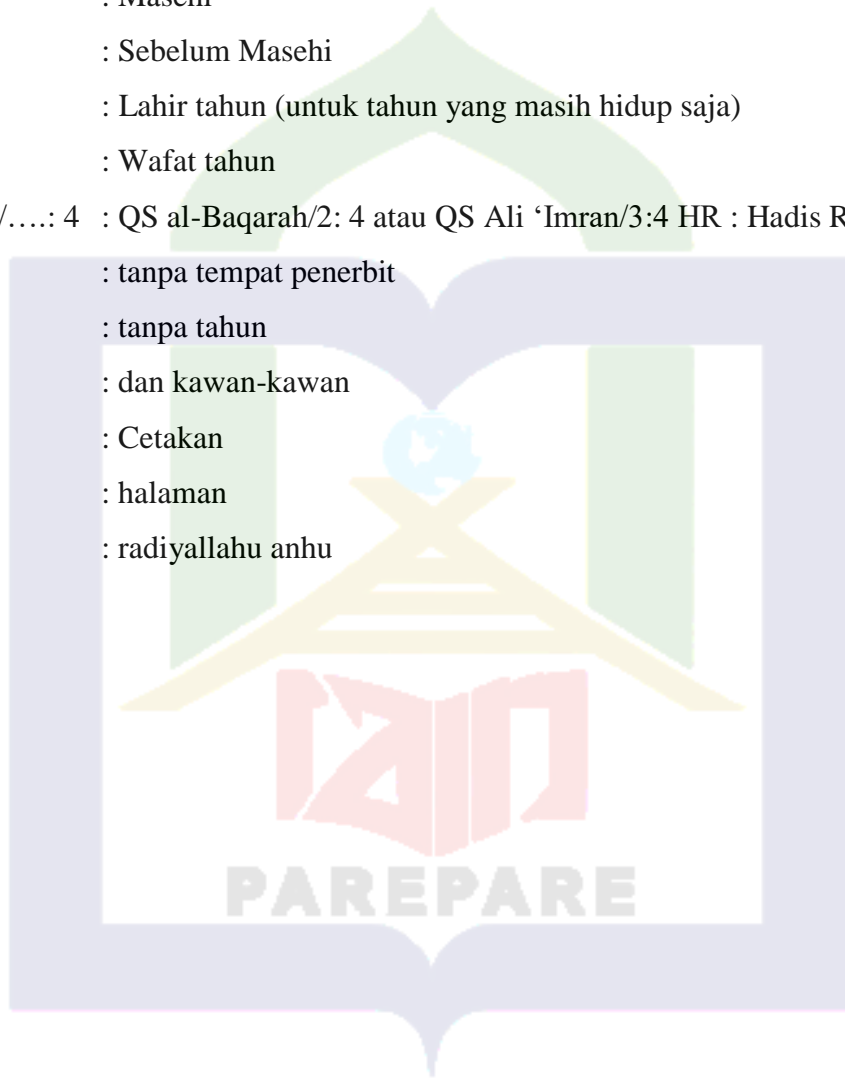 : Masehi
: Sebelum Masehi
: Lahir tahun (untuk tahun yang masih hidup saja)
: Wafat tahun
/….: 4 : QS al-Baqarah/2: 4 atau QS Ali ‘Imran/3:4 HR : Hadis R
: tanpa tempat penerbit
: tanpa tahun
: dan kawan-kawan
: Cetakan
: halaman
: radiyallahu anhu
iain
PAREPARE